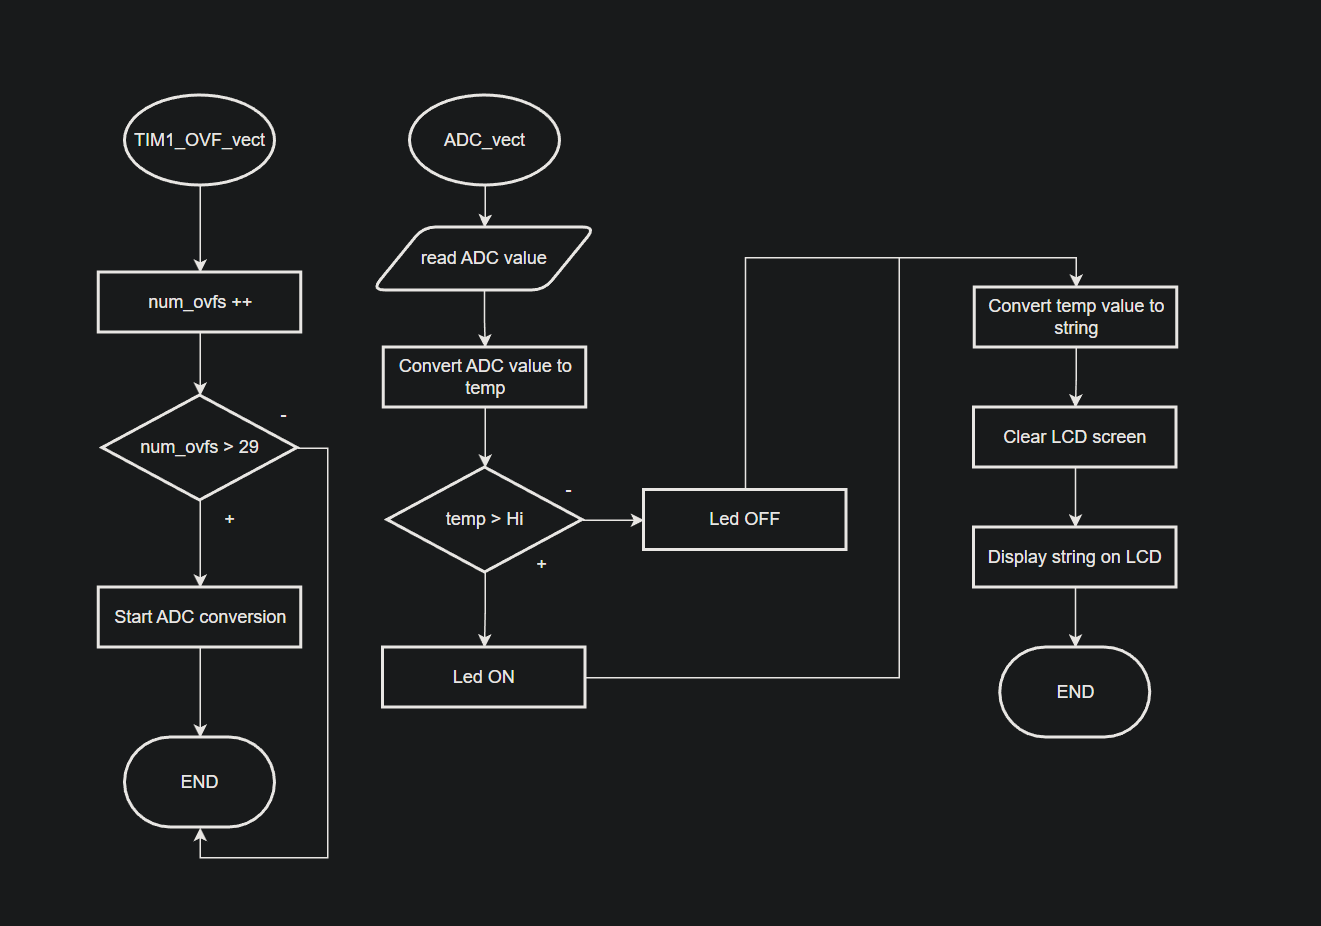 TIM1_OVF_vect
num_ovfs ++
num_ovfs > 29
-
+
Start ADC conversion
END
ADC_vect
read ADC value
Convert ADC value to
temp
temp > Hi
-
+
Led OFF
Led ON
Convert temp value to
string
Clear LCD screen
Display string on LCD
END